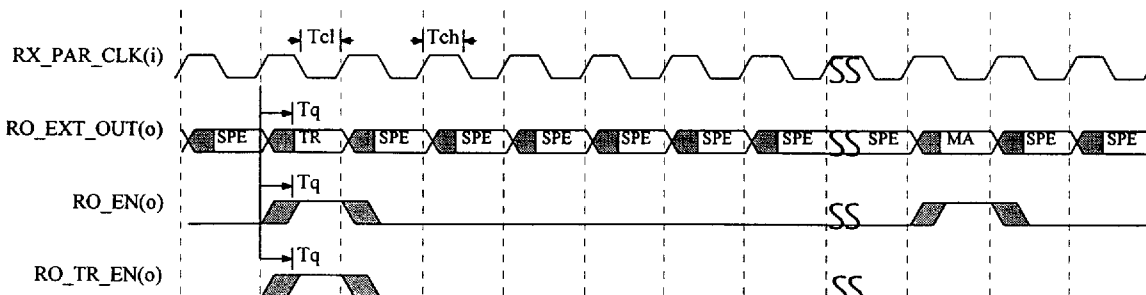 Tcl Tch
RX_PAR_CLK(i) SS
Tq
RO_EXT_OUT(o) SPE TR SPE SPE SPE SPE SPE SPE SS SPE MA SPE SPE
Tq
RO_EN(o) SS
Tq
RO_TR_EN(o) SS